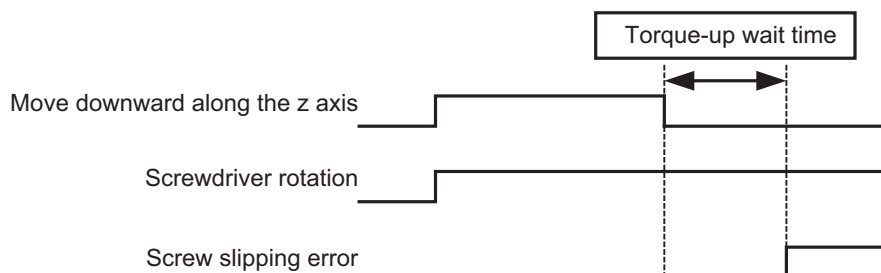 Torque-up wait time
Move downward along the z axis
Screwdriver rotation
Screw slipping error